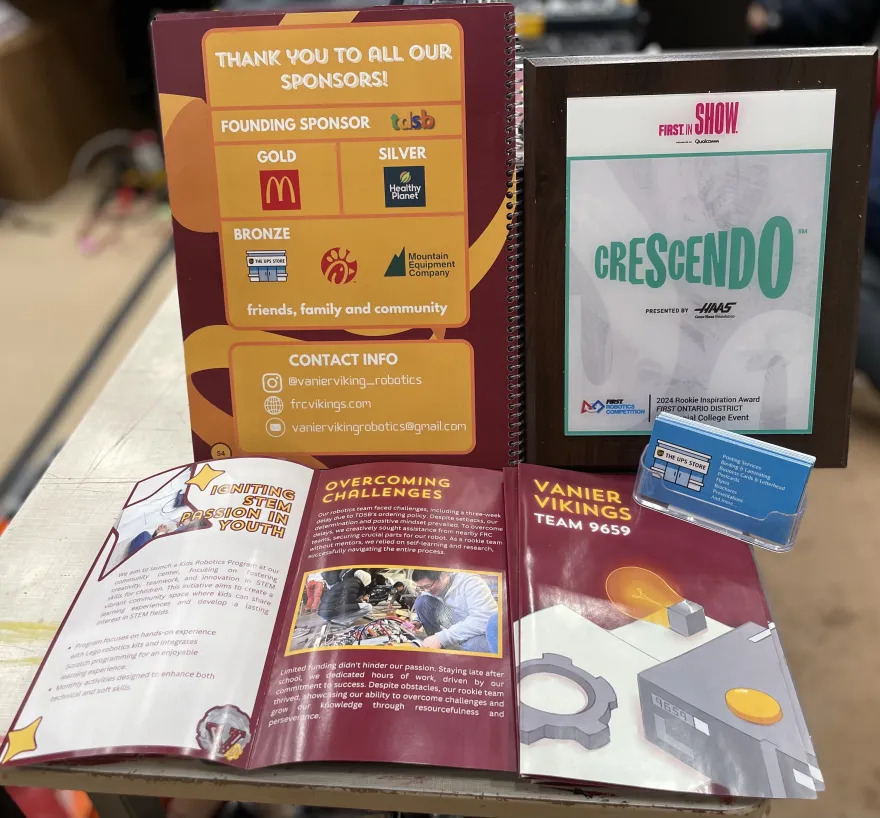 THANK YOU TO ALL OUR
SPONSORS!
FOUNDING SPONSOR tdsb
GOLD
SILVER
Healthy
Planet
BRONZE
THE UPS STORE
Mountain
Equipment
Company
friends, family and community
CONTACT INFO
@vanierviking_robotics
frcvikings.com
vaniervikingrobotics@gmail.com
54
FIRST IN SHOW
Qualcomm
CRESCENDO
SM
PRESENTED BY HAAS
Gene Haas Foundation
FIRST
ROBOTICS
COMPETITION
2024 Rookie Inspiration Award
FIRST ONTARIO DISTRICT
College Event
THE UPS STORE
Printing Services
Binding & Laminating
Business Cards & Letterhead
Postcards
Flyers
Brochures
Presentations
And more
IGNITING
STEM
PASSION IN
YOUTH
We aim to launch a Kids Robotics Program at our
community center, focusing on fostering
creativity, teamwork, and innovation in STEM
skills for children. This initiative aims to create a
vibrant community space where kids can share
learning experiences and develop a lasting
interest in STEM fields.
• Program focuses on hands-on experience
with Lego robotics kits and integrates
Scratch programming for an enjoyable
learning experience.
• Monthly activities designed to enhance both
technical and soft skills.
OVERCOMING
CHALLENGES
Our robotics team faced challenges, including a three-week
delay due to TDSB's ordering policy. Despite setbacks, our
determination and positive mindset prevailed. To overcome
delays, we creatively sought assistance from nearby FRC
teams, securing crucial parts for our robot. As a rookie team
without mentors, we relied on self-learning and research,
successfully navigating the entire process.
Limited funding didn't hinder our passion. Staying late after
school, we dedicated hours of work, driven by our
commitment to success. Despite obstacles, our rookie team
thrived, showcasing our ability to overcome challenges and
grow our knowledge through resourcefulness and
perseverance.
VANIER
VIKINGS
TEAM 9659
9659